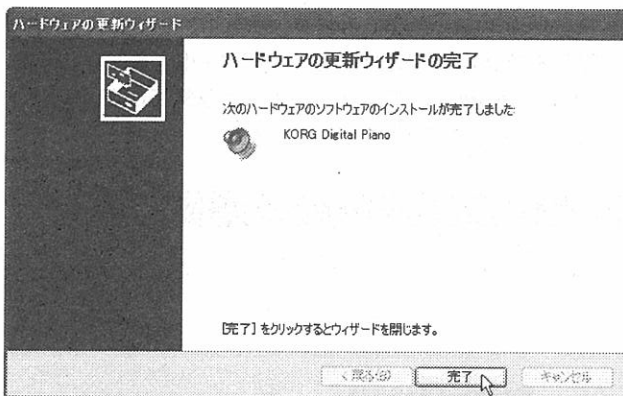 ハードウェアの更新ウィザード
ハードウェアの更新ウィザードの完了
次のハードウェアのソフトウェアのインストールが完了しました:
KORG Digital Piano
[完了] をクリックするとウィザードを閉じます。
< 戻る(B)
完了
キャンセル